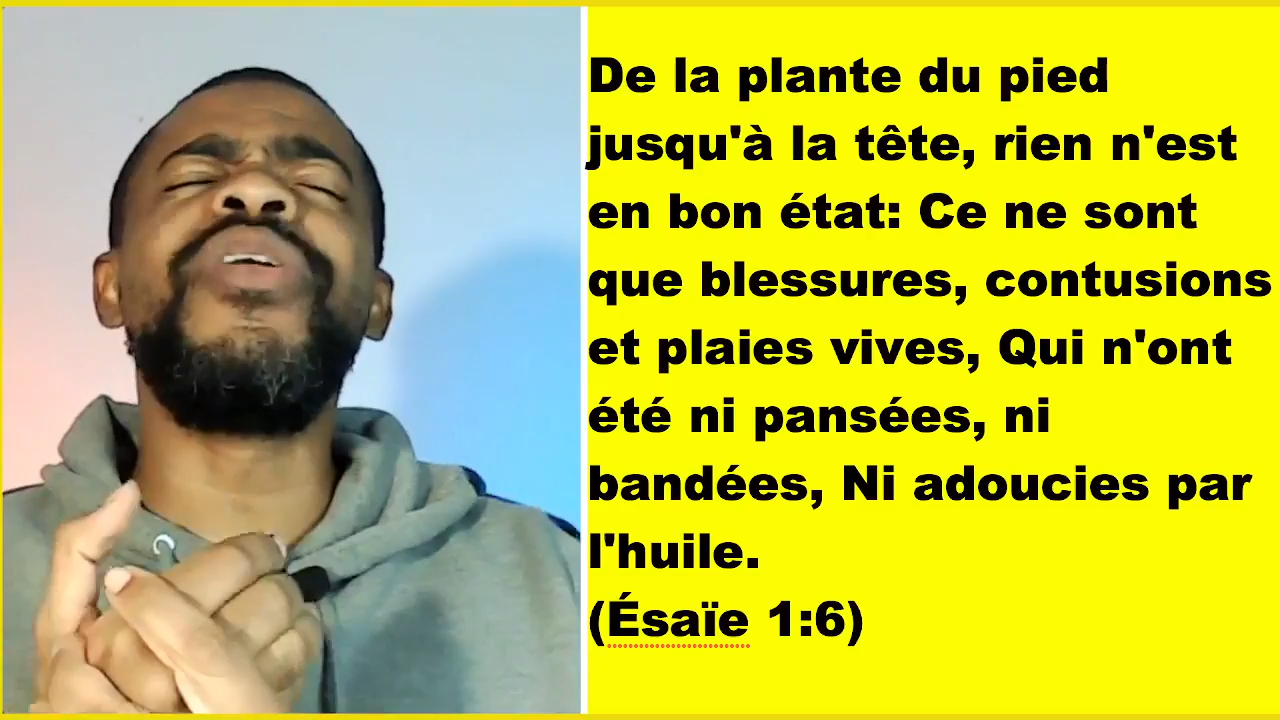 De la plante du pied
jusqu'à la tête, rien n'est
en bon état: Ce ne sont
que blessures, contusions
et plaies vives, Qui n'ont
été ni pansées, ni
bandées, Ni adoucies par
l'huile.
(Ésaïe 1:6)